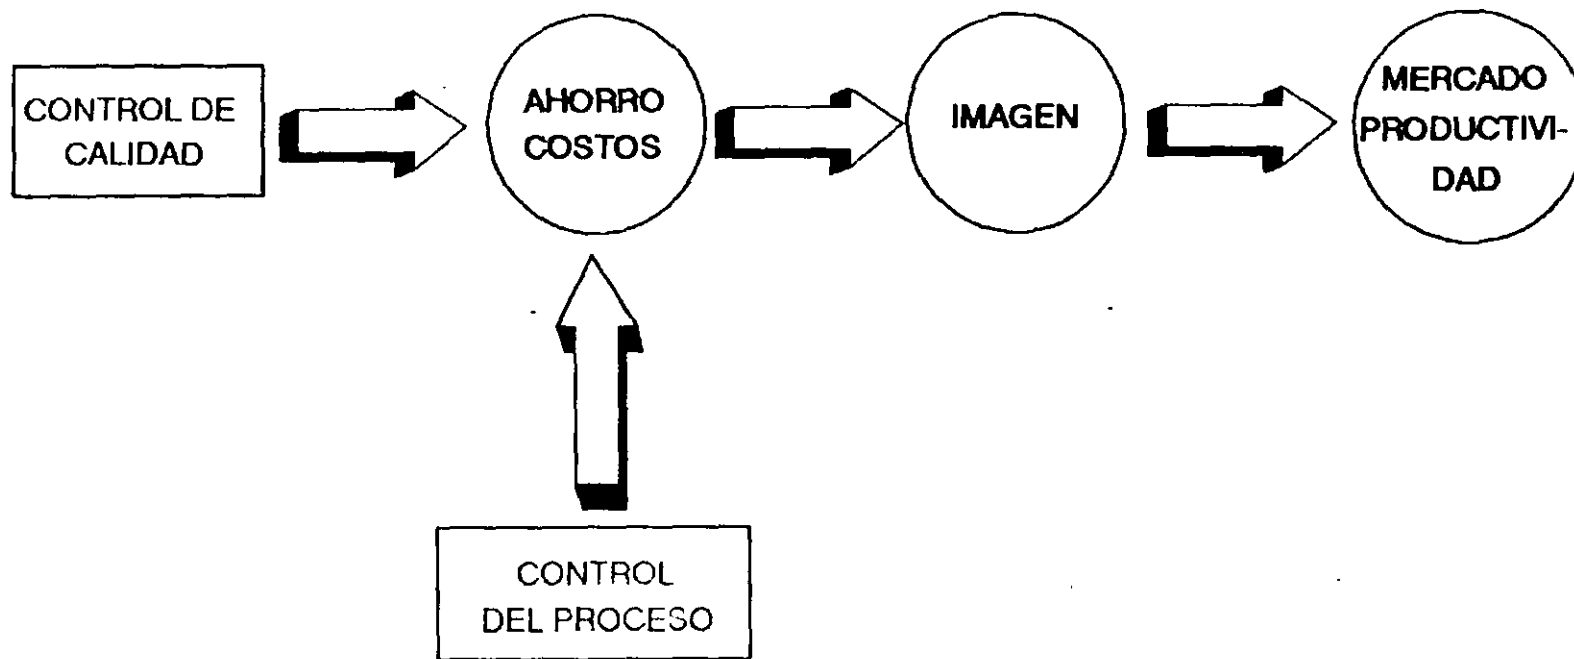 CONTROL DE
CALIDAD
AHORRO
COSTOS
IMAGEN
MERCADO
PRODUCTIVI-
DAD
CONTROL
DEL PROCESO